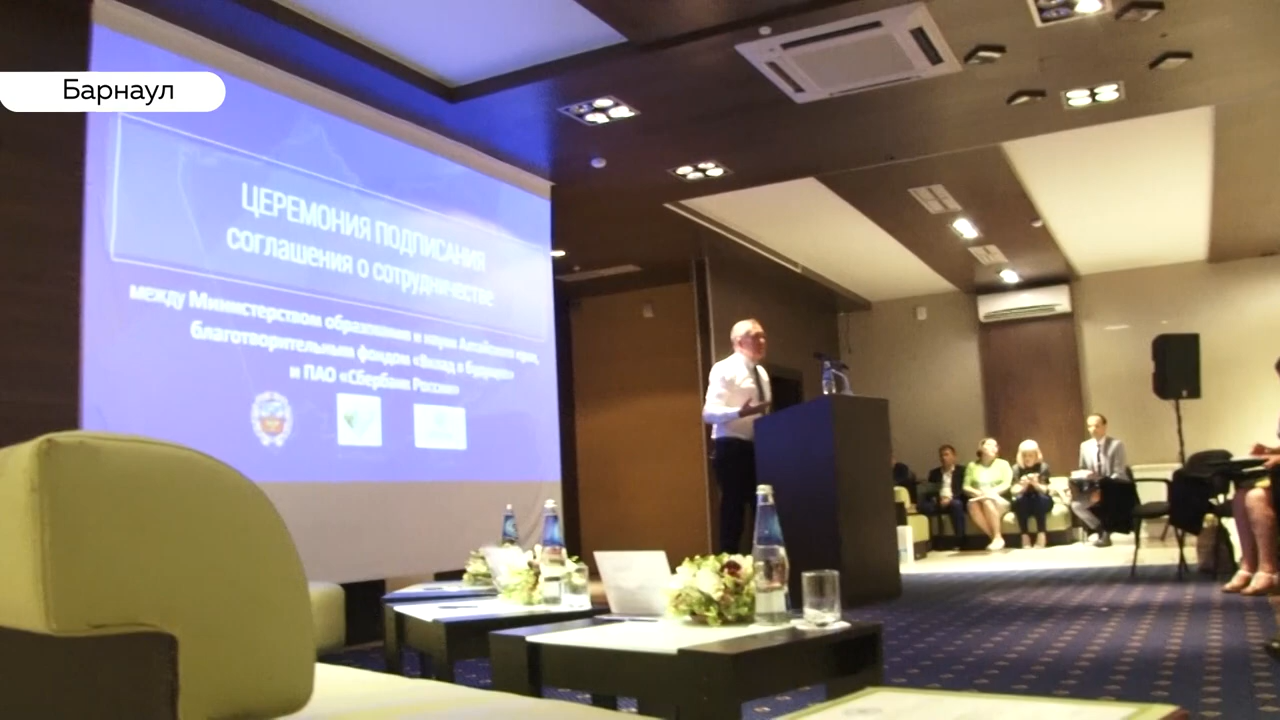 Барнаул
ЦЕРЕМОНИЯ ПОДПИСАНИЯ
соглашения о сотрудничестве
между Министерством образования и науки Алтайского края,
благотворительным фондом «Вклад в будущее»
и ПАО «Сбербанк России»